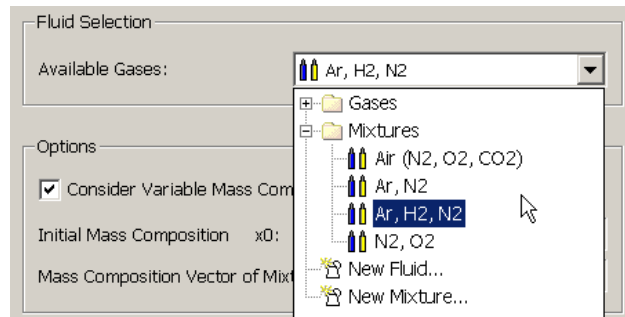 Fluid Selection
Available Gases: Ar, H2, N2
Gases
Mixtures
Options
Air (N2, O2, CO2)
Consider Variable Mass Com
Ar, N2
Ar, H2, N2
Initial Mass Composition x0:
N2, O2
New Fluid...
Mass Composition Vector of Mixt
New Mixture...